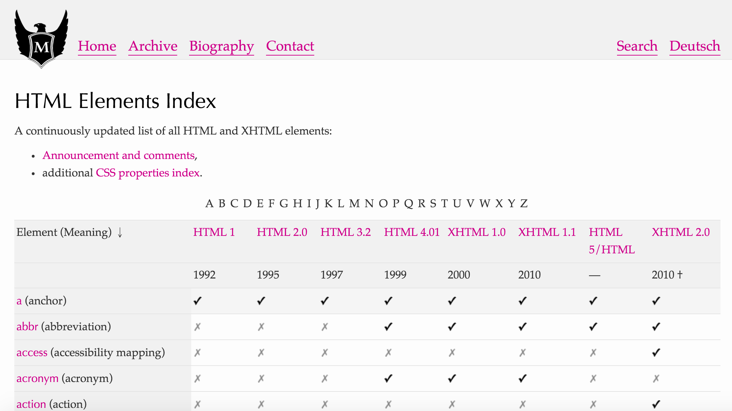 M
Home Archive Biography Contact Search Deutsch
HTML Elements Index
A continuously updated list of all HTML and XHTML elements:
• Announcement and comments,
• additional CSS properties index.
A B C D E F G H I J K L M N O P Q R S T U V W X Y Z
Element (Meaning) ↓ HTML 1 HTML 2.0 HTML 3.2 HTML 4.01 XHTML 1.0 XHTML 1.1 HTML 5/HTML XHTML 2.0
1992 1995 1997 1999 2000 2010 — 2010 †
a (anchor) ✓ ✓ ✓ ✓ ✓ ✓ ✓ ✓
abbr (abbreviation) ✗ ✗ ✗ ✓ ✓ ✓ ✓ ✓
access (accessibility mapping) ✗ ✗ ✗ ✗ ✗ ✗ ✗ ✓
acronym (acronym) ✗ ✗ ✗ ✓ ✓ ✓ ✗ ✗
action (action) ✗ ✗ ✗ ✗ ✗ ✗ ✗ ✓